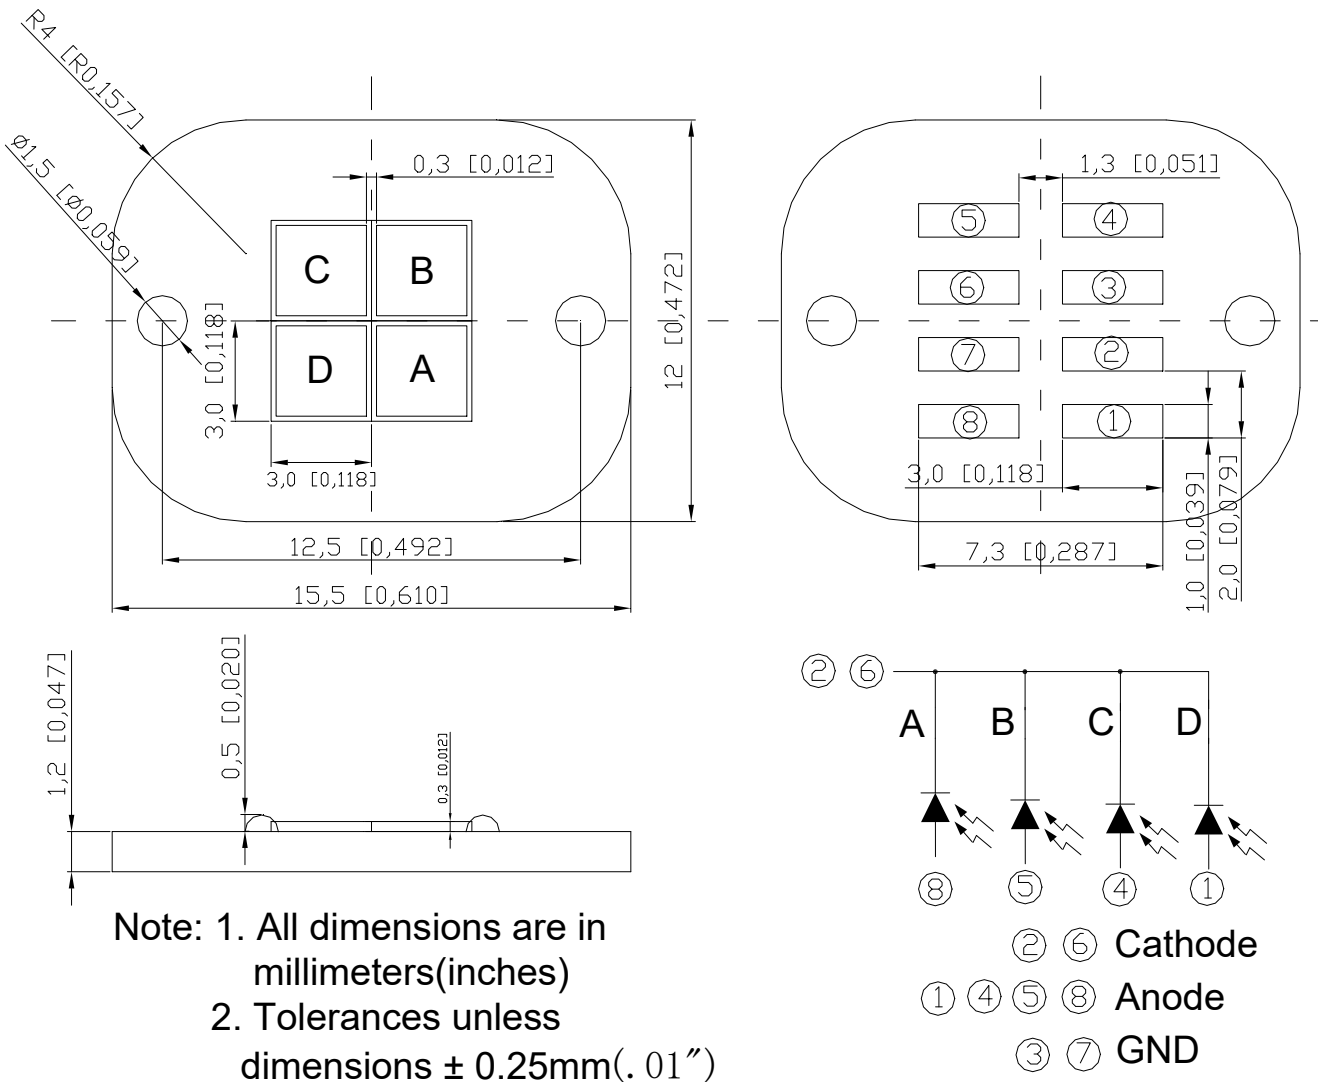 R4 [R0,157]
Ø1,5 [Ø0,059]
0,3 [0,012]
C B
D A
3,0 [0,118]
3,0 [0,118]
12 [0,472]
12,5 [0,492]
15,5 [0,610]
1,3 [0,051]
5 4
6 3
7 2
8 1
3,0 [0,118]
7,3 [0,287]
1,0 [0,039]
2,0 [0,079]
1,2 [0,047]
0,5 [0,020]
0,3 [0,012]
2 6
A B C D
8 5 4 1
2 6 Cathode
1 4 5 8 Anode
3 7 GND
Note: 1. All dimensions are in
millimeters(inches)
2. Tolerances unless
dimensions ± 0.25mm(. 01″)